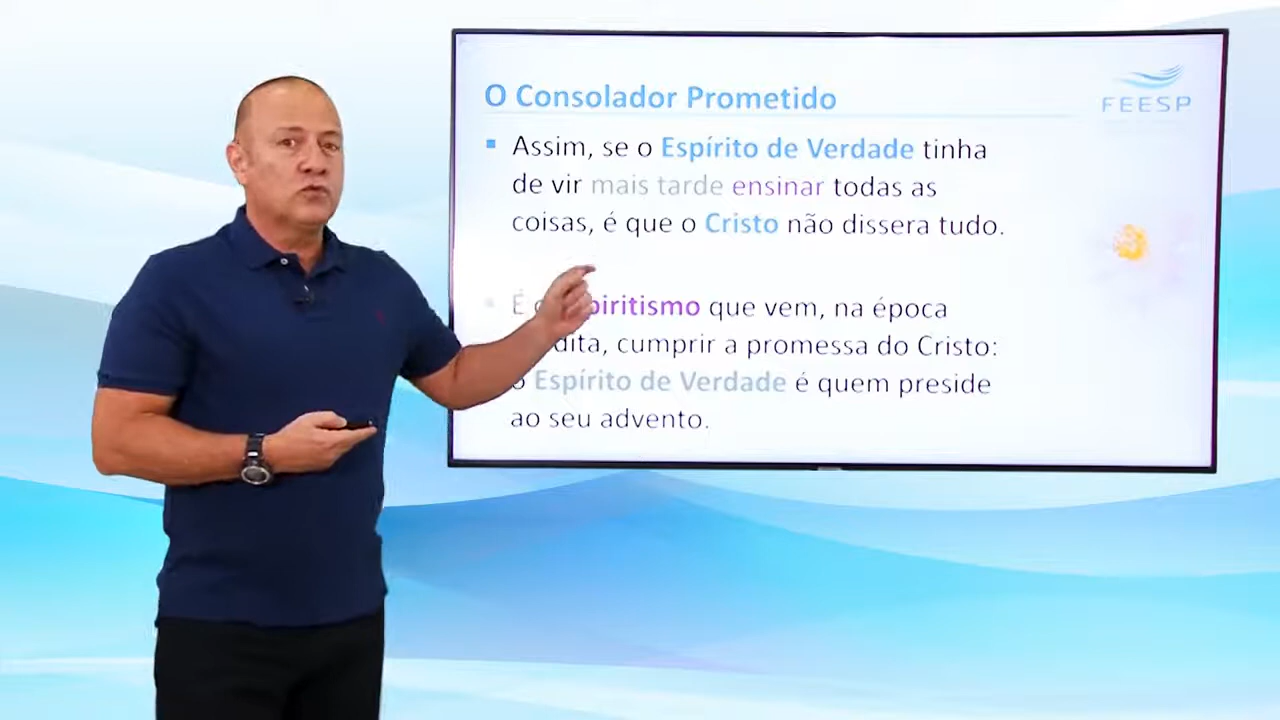 O Consolador Prometido
FEESP
Assim, se o Espírito de Verdade tinha
de vir mais tarde ensinar todas as
coisas, é que o Cristo não dissera tudo.
É que vem, na época
cumprir a promessa do Cristo:
o Espírito de Verdade é quem preside
ao seu advento.